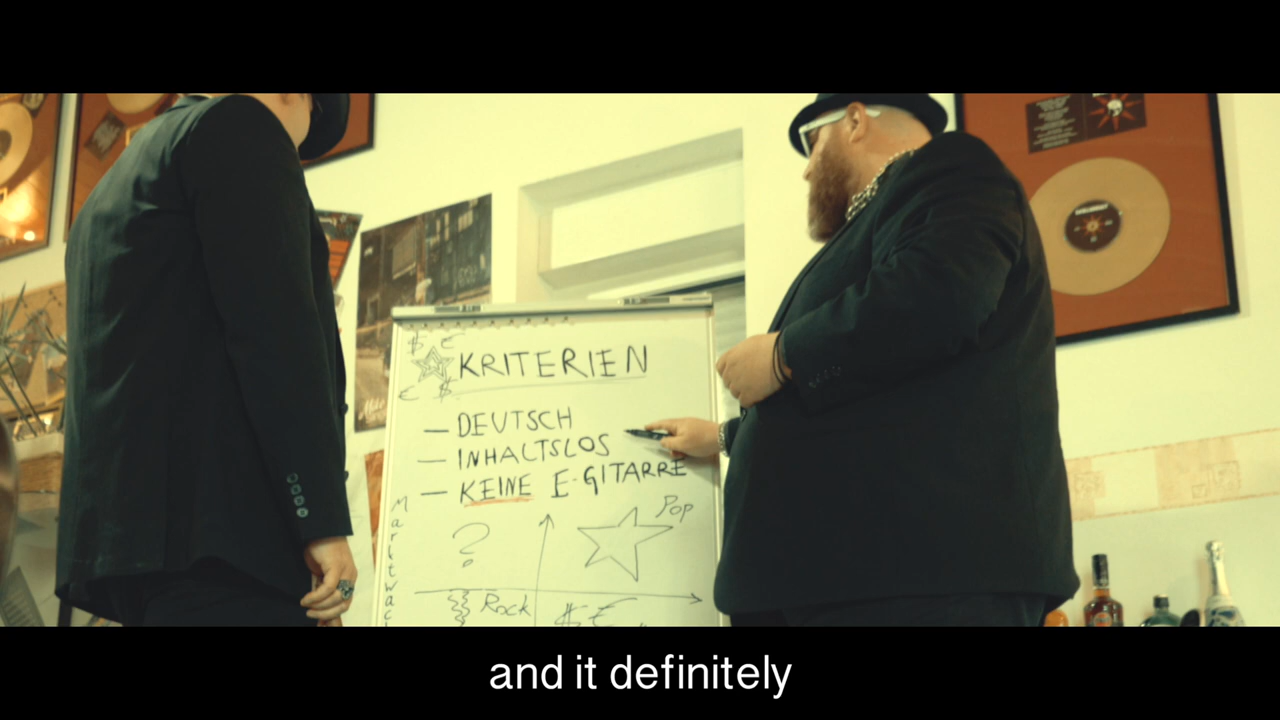 $ €
KRITERIEN
€ $
— DEUTSCH
— INHALTSLOS
— KEINE E-GITARRE
Pop
?
Rock
$ €
and it definitely